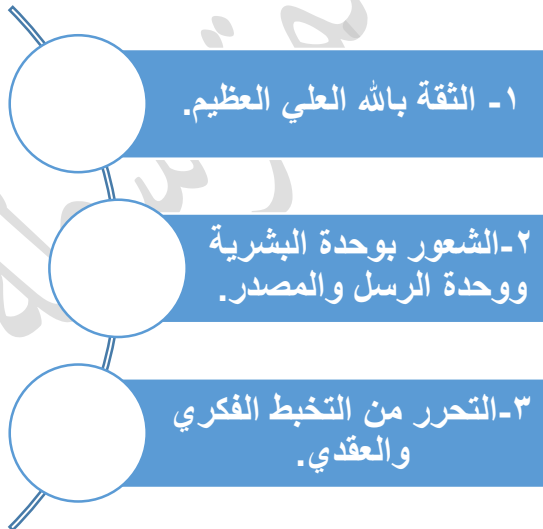 ١- الثقة بالله العلي العظيم.
٢-الشعور بوحدة البشرية
ووحدة الرسل والمصدر.
٣-التحرر من التخبط الفكري
والعقدي.